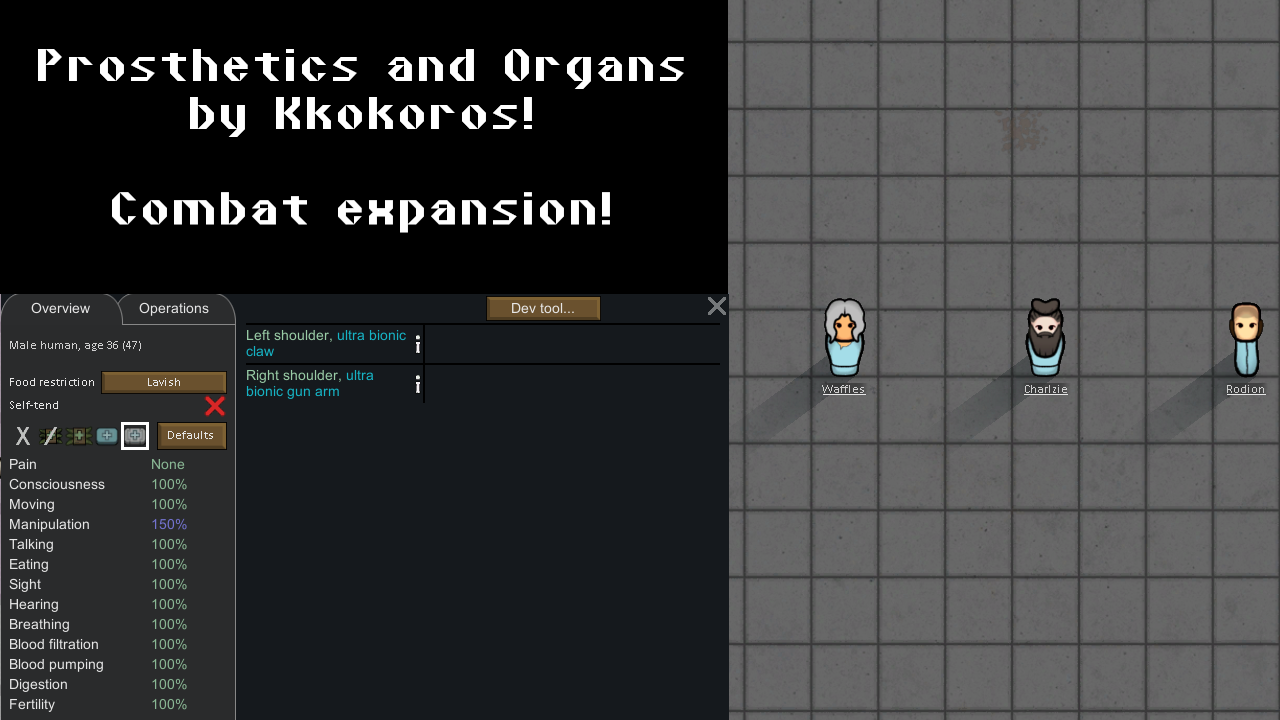 Prosthetics and Organs
by Kkokoros!
Combat expansion!
Overview
Operations
Dev tool...
Male human, age 36 (47)
Food restriction
Lavish
Self-tend
Defaults
Pain None
Consciousness 100%
Moving 100%
Manipulation 150%
Talking 100%
Eating 100%
Sight 100%
Hearing 100%
Breathing 100%
Blood filtration 100%
Blood pumping 100%
Digestion 100%
Fertility 100%
Left shoulder, ultra bionic
claw
Right shoulder, ultra
bionic gun arm
Waffles
Charlzie
Rodion